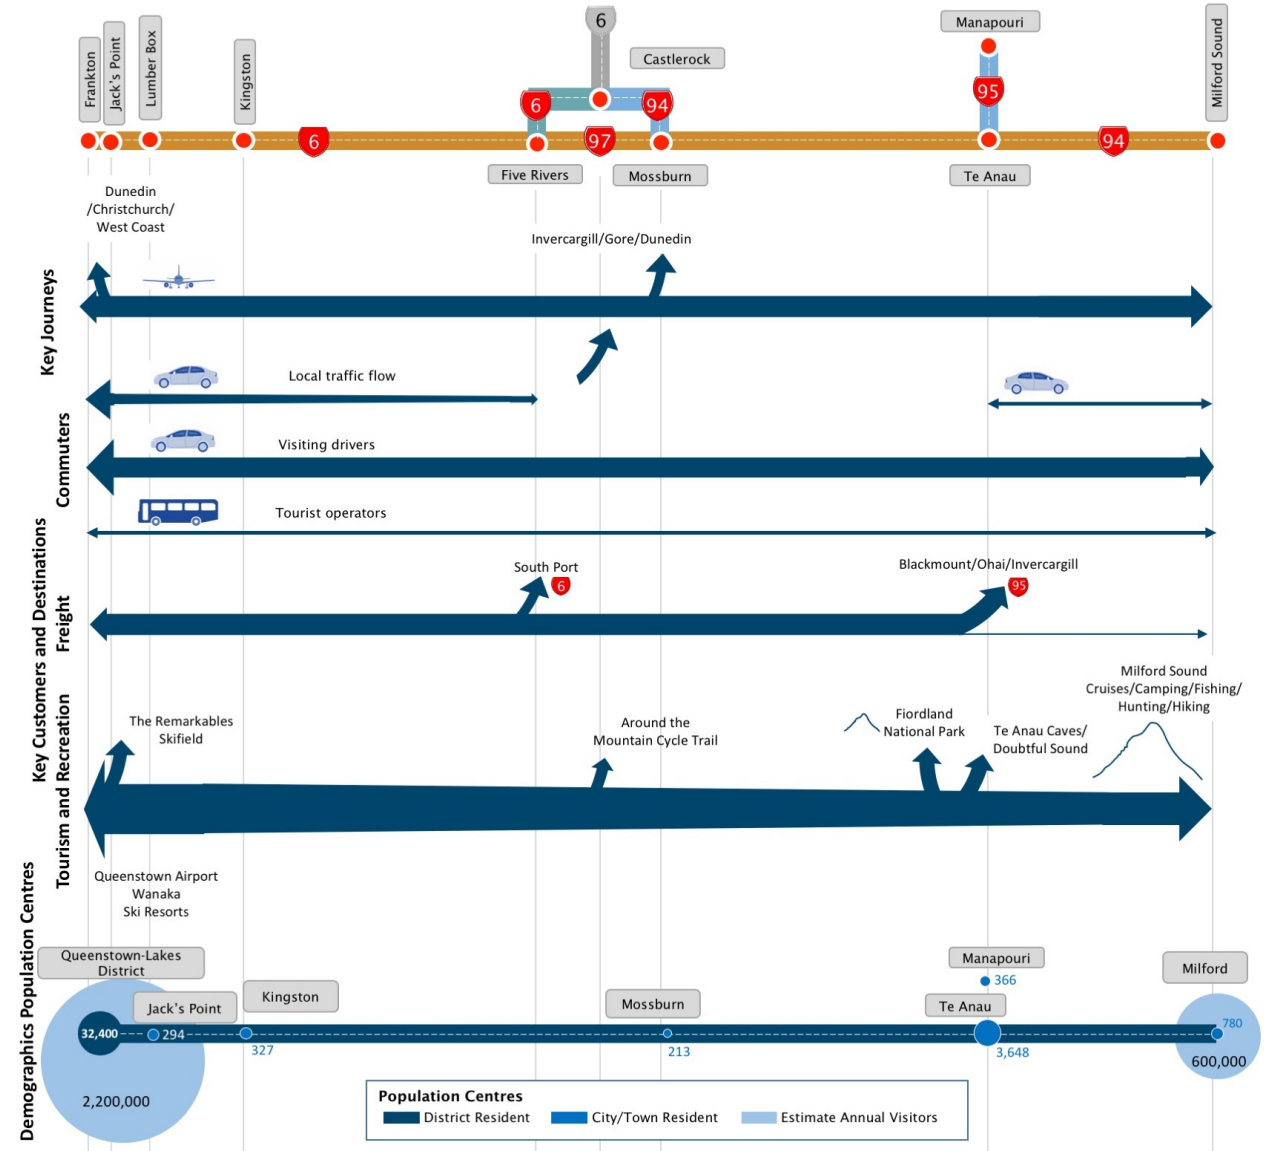 Frankton
Jack's Point
Lumber Box
Kingston
6
Castlerock
Manapouri
Milford Sound
6
94
95
6
97
94
Five Rivers
Mossburn
Te Anau
Key Journeys
Dunedin
/Christchurch/
West Coast
Invercargill/Gore/Dunedin
Key Customers and Destinations
Commuters
Local traffic flow
Visiting drivers
Tourist operators
Freight
South Port
6
Blackmount/Ohai/Invercargill
95
Tourism and Recreation
The Remarkables
Skifield
Around the
Mountain Cycle Trail
Fiordland
National Park
Te Anau Caves/
Doubtful Sound
Milford Sound
Cruises/Camping/Fishing/
Hunting/Hiking
Queenstown Airport
Wanaka
Ski Resorts
Demographics Population Centres
Queenstown-Lakes
District
Jack's Point
Kingston
Mossburn
Manapouri
366
Te Anau
Milford
32,400
294
327
213
3,648
780
600,000
2,200,000
Population Centres
District Resident
City/Town Resident
Estimate Annual Visitors